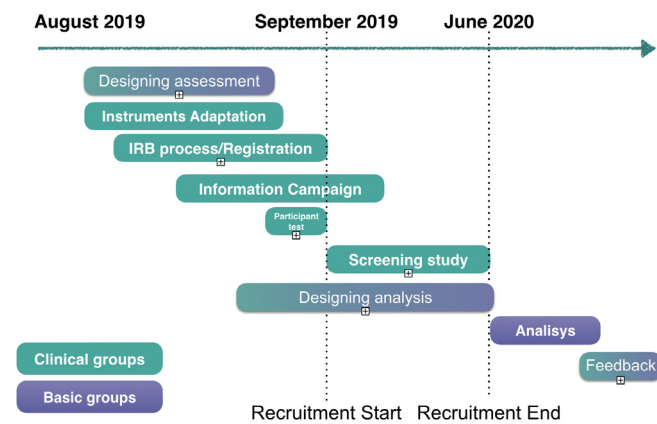 August 2019
September 2019
June 2020
Designing assessment
Instruments Adaptation
IRB process/Registration
Information Campaign
Participant
test
Screening study
Designing analysis
Analisys
Clinical groups
Feedback
Basic groups
Recruitment Start
Recruitment End